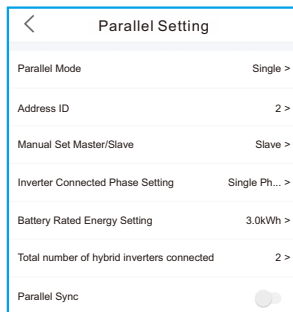 Parallel Setting
Parallel Mode Single >
Address ID 2 >
Manual Set Master/Slave Slave >
Inverter Connected Phase Setting Single Ph... >
Battery Rated Energy Setting 3.0kWh >
Total number of hybrid inverters connected 2 >
Parallel Sync